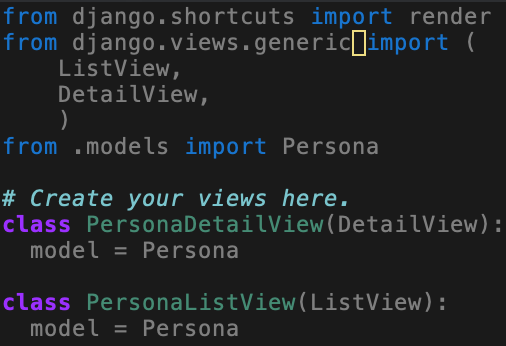 from django.shortcuts import render
from django.views.generic import (
    ListView,
    DetailView,
    )
from .models import Persona

# Create your views here.
class PersonaDetailView(DetailView):
  model = Persona

class PersonaListView(ListView):
  model = Persona